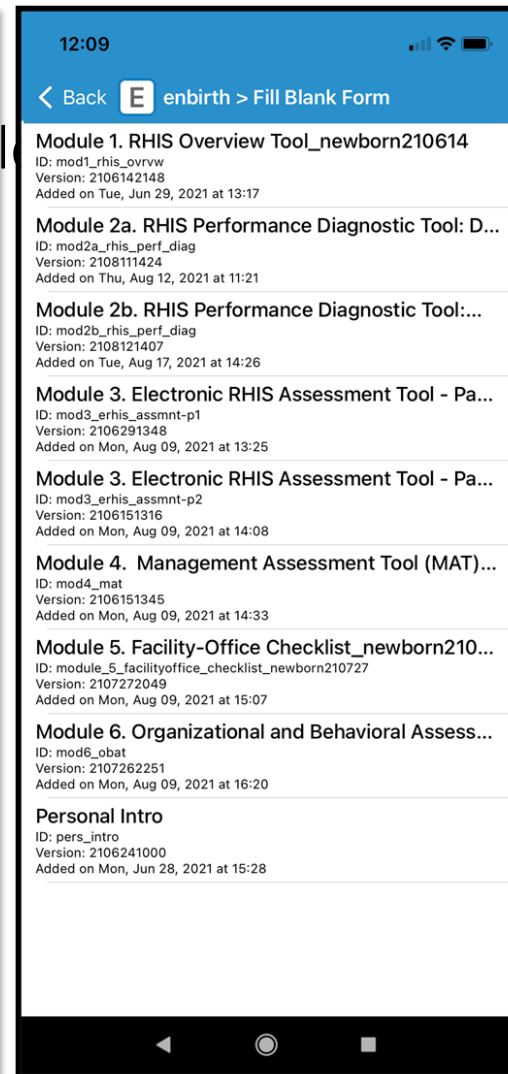 12:09
Back E enbirth > Fill Blank Form
Module 1. RHIS Overview Tool_newborn210614
ID: mod1_rhis_ovrvw
Version: 2106142148
Added on Tue, Jun 29, 2021 at 13:17
Module 2a. RHIS Performance Diagnostic Tool: D...
ID: mod2a_rhis_perf_diag
Version: 2108111424
Added on Thu, Aug 12, 2021 at 11:21
Module 2b. RHIS Performance Diagnostic Tool:...
ID: mod2b_rhis_perf_diag
Version: 2108121407
Added on Tue, Aug 17, 2021 at 14:26
Module 3. Electronic RHIS Assessment Tool - Pa...
ID: mod3_erhis_assmnt-p1
Version: 2106291348
Added on Mon, Aug 09, 2021 at 13:25
Module 3. Electronic RHIS Assessment Tool - Pa...
ID: mod3_erhis_assmnt-p2
Version: 2106151316
Added on Mon, Aug 09, 2021 at 14:08
Module 4.  Management Assessment Tool (MAT)...
ID: mod4_mat
Version: 2106151345
Added on Mon, Aug 09, 2021 at 14:33
Module 5. Facility-Office Checklist_newborn210...
ID: module_5_facilityoffice_checklist_newborn210727
Version: 2107272049
Added on Mon, Aug 09, 2021 at 15:07
Module 6. Organizational and Behavioral Assess...
ID: mod6_obat
Version: 2107262251
Added on Mon, Aug 09, 2021 at 16:20
Personal Intro
ID: pers_intro
Version: 2106241000
Added on Mon, Jun 28, 2021 at 15:28